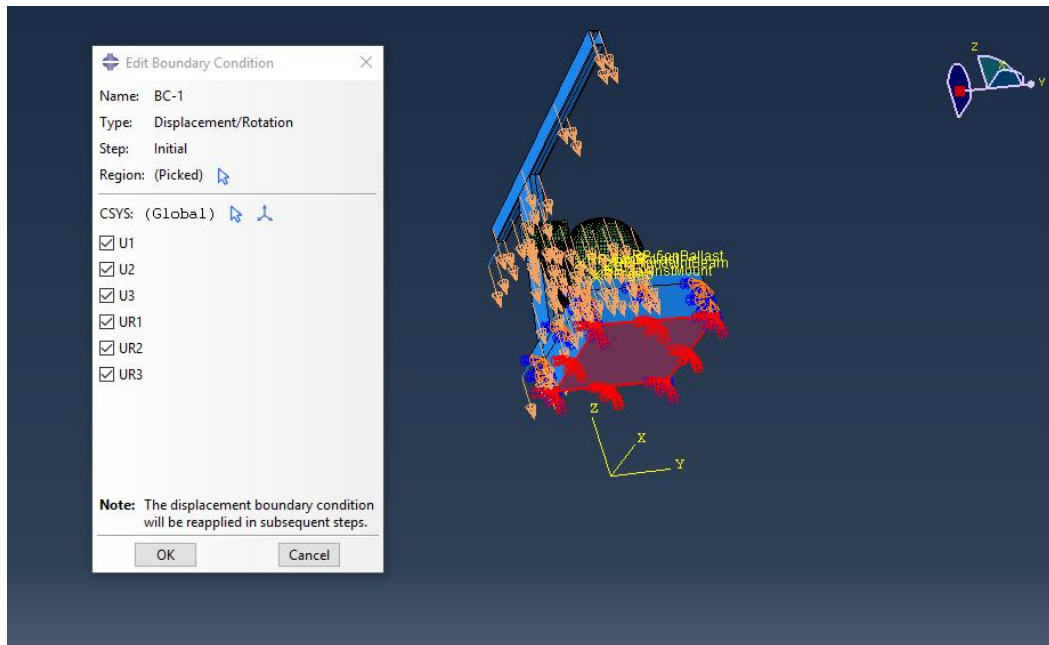 Edit Boundary Condition
Name: BC-1
Type: Displacement/Rotation
Step: Initial
Region: (Picked)
CSYS: (Global)
U1
U2
U3
UR1
UR2
UR3
Note: The displacement boundary condition
will be reapplied in subsequent steps.
OK Cancel
Z
Y
Z
X
Y